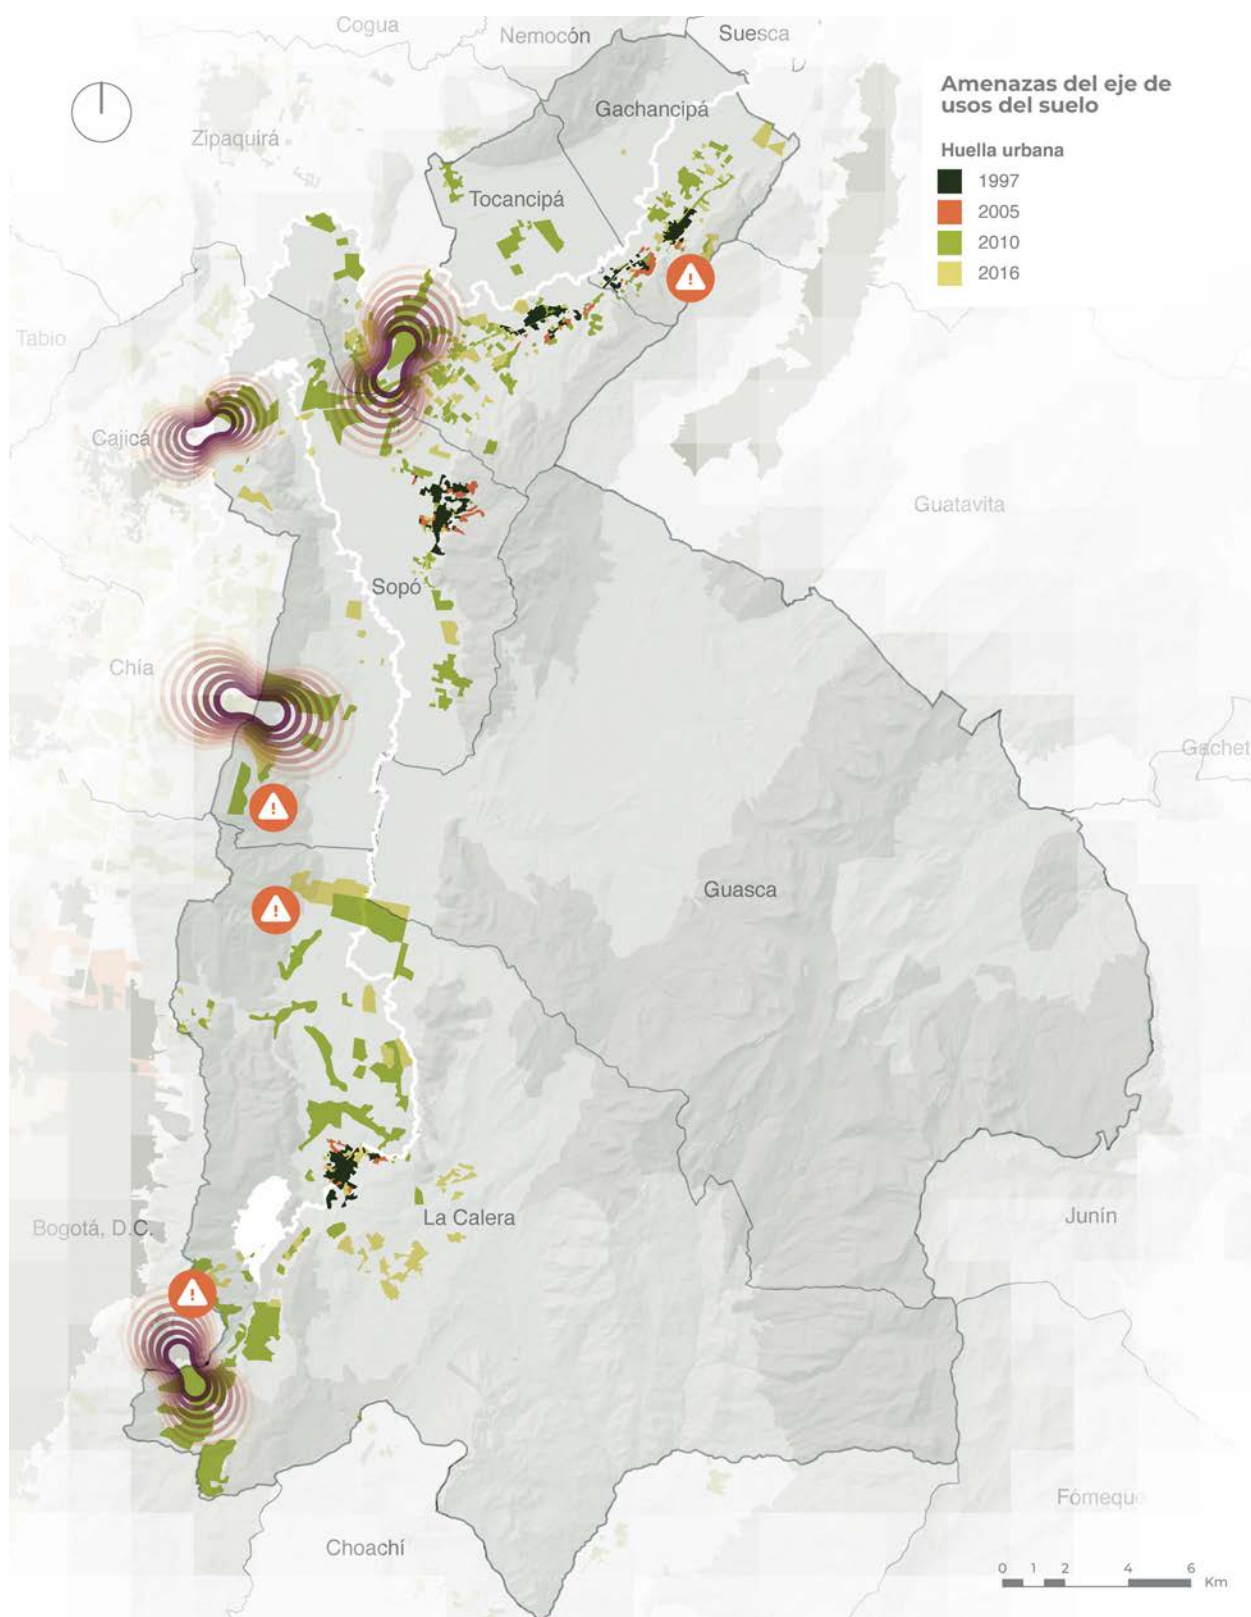 Cogua
Nemocón
Suesca
Amenazas del eje de
usos del suelo
Gachancipá
Zipaquirá
Huella urbana
1997
Tocancipá
2005
2010
2016
Tabio
Cajicá
Guatavita
Sopó
Chía
Gachet
Guasca
La Calera
Junín
Bogotá, D.C.
Fómeque
Choachí
0 1 2 4 6
Km